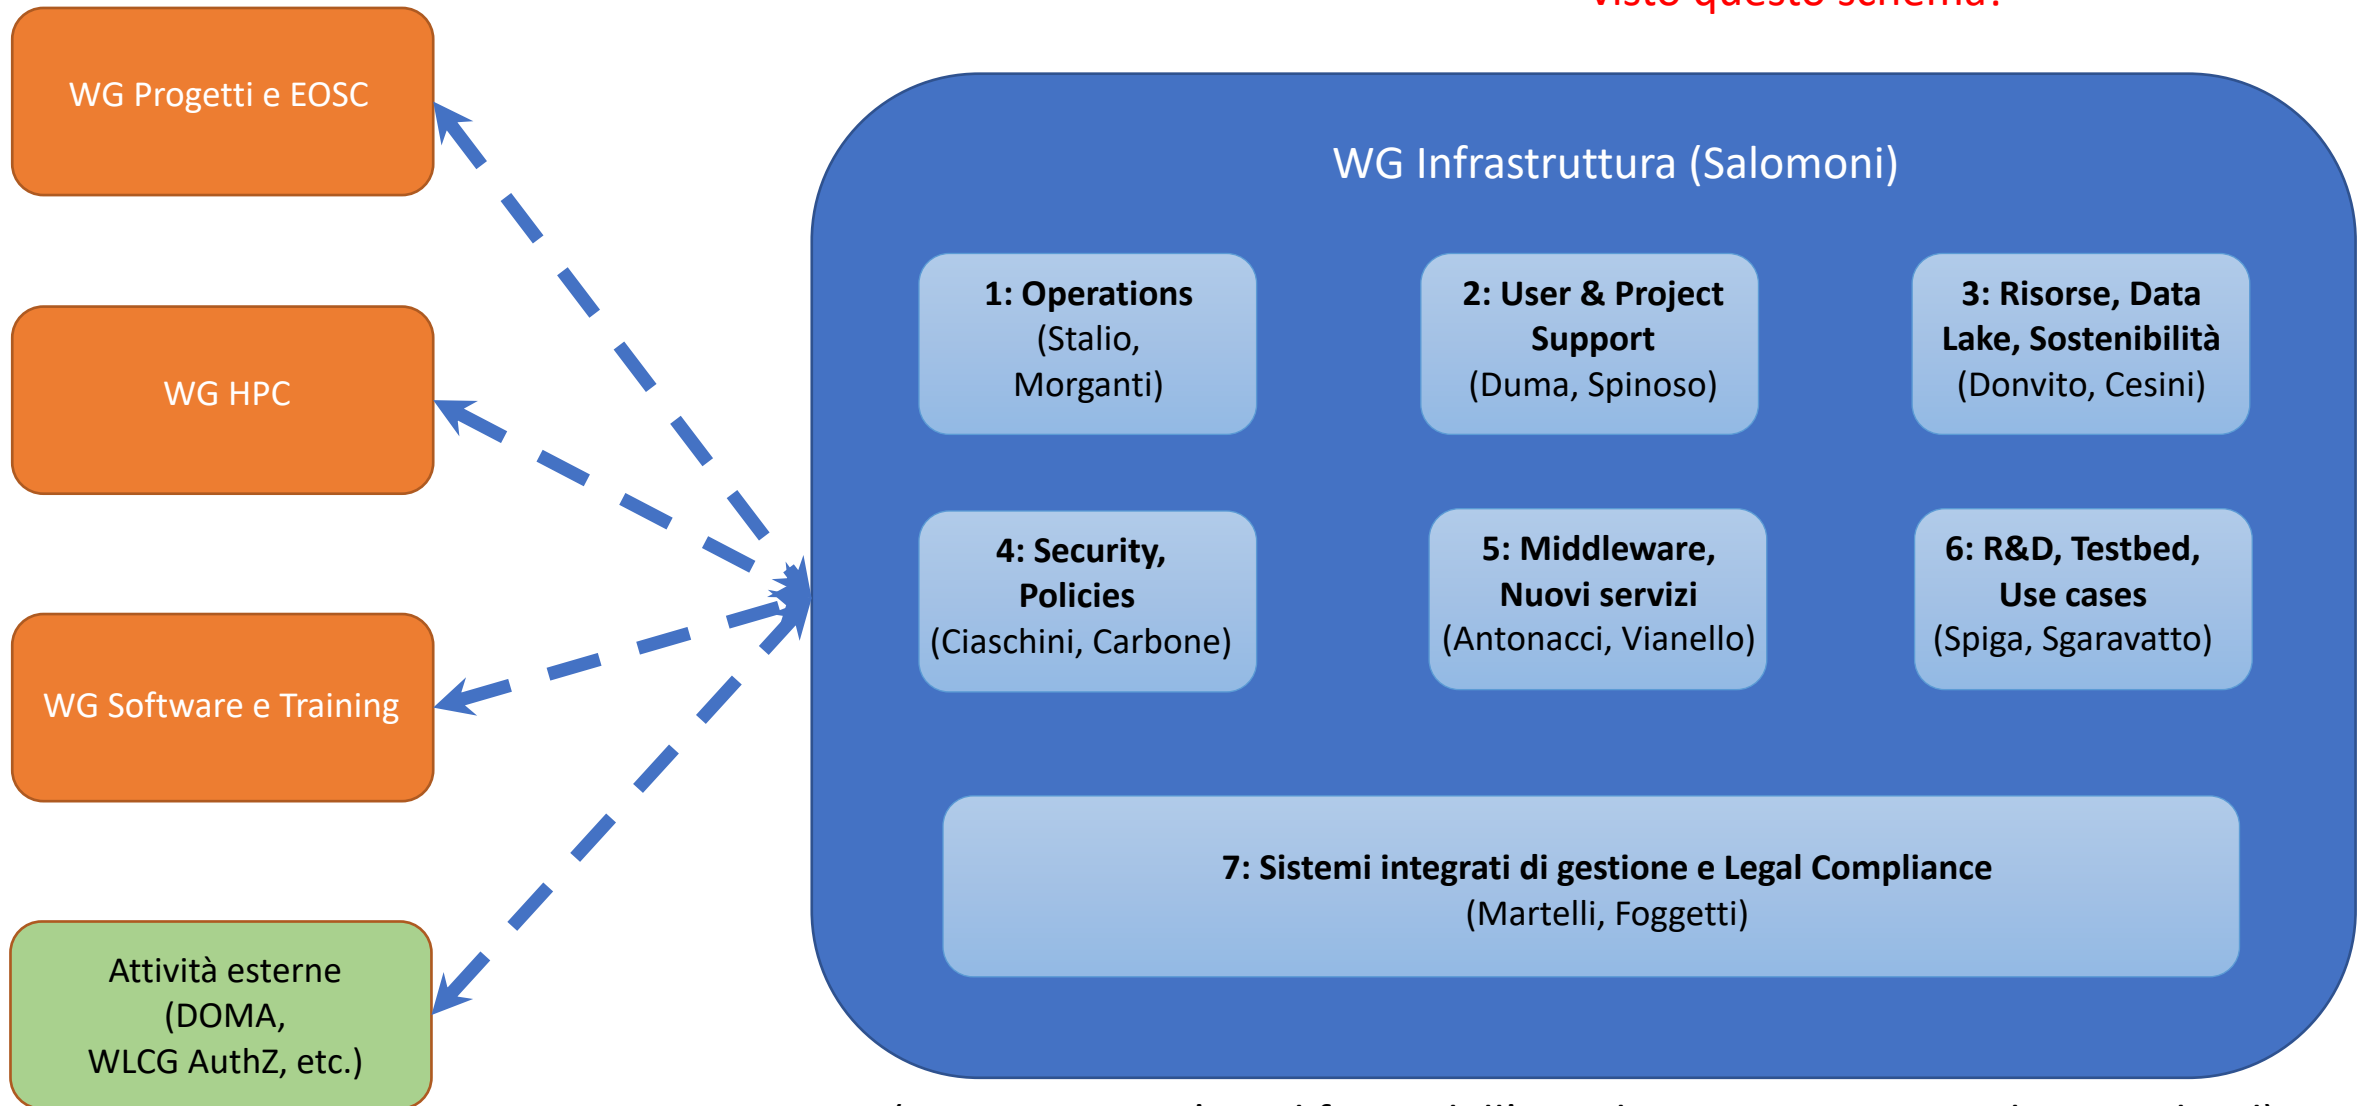 visto questo schema?
WG Progetti e EOSC
WG HPC
WG Software e Training
Attività esterne
(DOMA,
WLCG AuthZ, etc.)
WG Infrastruttura (Salomoni)
1: Operations
(Stalio,
Morganti)
2: User & Project
Support
(Duma, Spinoso)
3: Risorse, Data
Lake, Sostenibilità
(Donvito, Cesini)
4: Security,
Policies
(Ciaschini, Carbone)
5: Middleware,
Nuovi servizi
(Antonacci, Vianello)
6: R&D, Testbed,
Use cases
(Spiga, Sgaravatto)
7: Sistemi integrati di gestione e Legal Compliance
(Martelli, Foggetti)